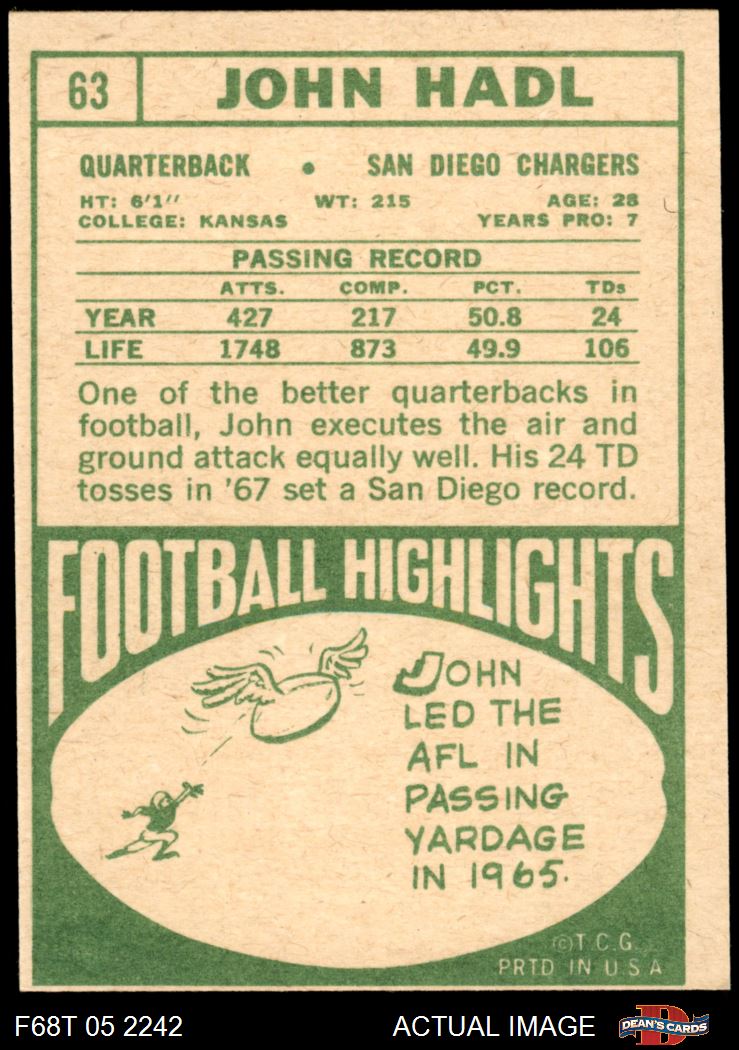 63 JOHN HADL
QUARTERBACK • SAN DIEGO CHARGERS
HT: 6'1'' WT: 215 AGE: 28
COLLEGE: KANSAS YEARS PRO: 7
PASSING RECORD
ATTS. COMP. PCT. TDs
YEAR 427 217 50.8 24
LIFE 1748 873 49.9 106
One of the better quarterbacks in
football, John executes the air and
ground attack equally well. His 24 TD
tosses in '67 set a San Diego record.
FOOTBALL HIGHLIGHTS
JOHN
LED THE
AFL IN
PASSING
YARDAGE
IN 1965.
©T.C.G.
PRTD IN U S A
F68T 05 2242 ACTUAL IMAGE DEAN'S CARDS